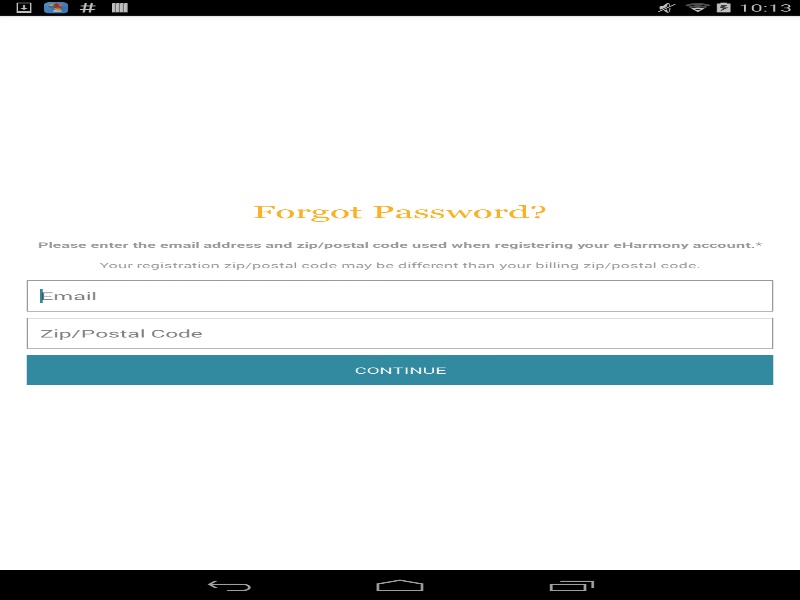 # 10:13
Forgot Password?
Please enter the email address and zip/postal code used when registering your eHarmony account.*
Your registration zip/postal code may be different than your billing zip/postal code.
Email
Zip/Postal Code
CONTINUE